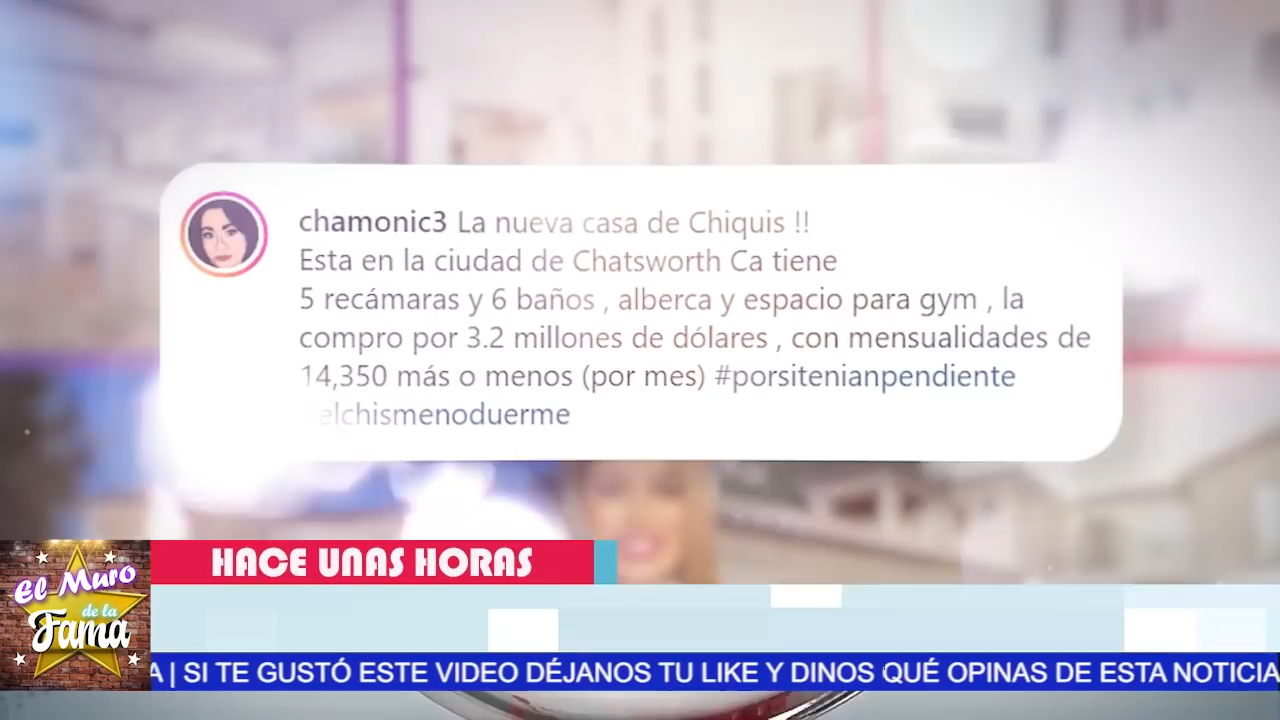 chamonic3 La nueva casa de Chiquis !!
Esta en la ciudad de Chatsworth Ca tiene
5 recámaras y 6 baños , alberca y espacio para gym , la
compro por 3.2 millones de dólares , con mensualidades de
14,350 más o menos (por mes) #porsitenianpendiente
#elchismenoduerme
HACE UNAS HORAS
El Muro
de la
Fama
A | SI TE GUSTÓ ESTE VIDEO DÉJANOS TU LIKE Y DINOS QUÉ OPINAS DE ESTA NOTICIA